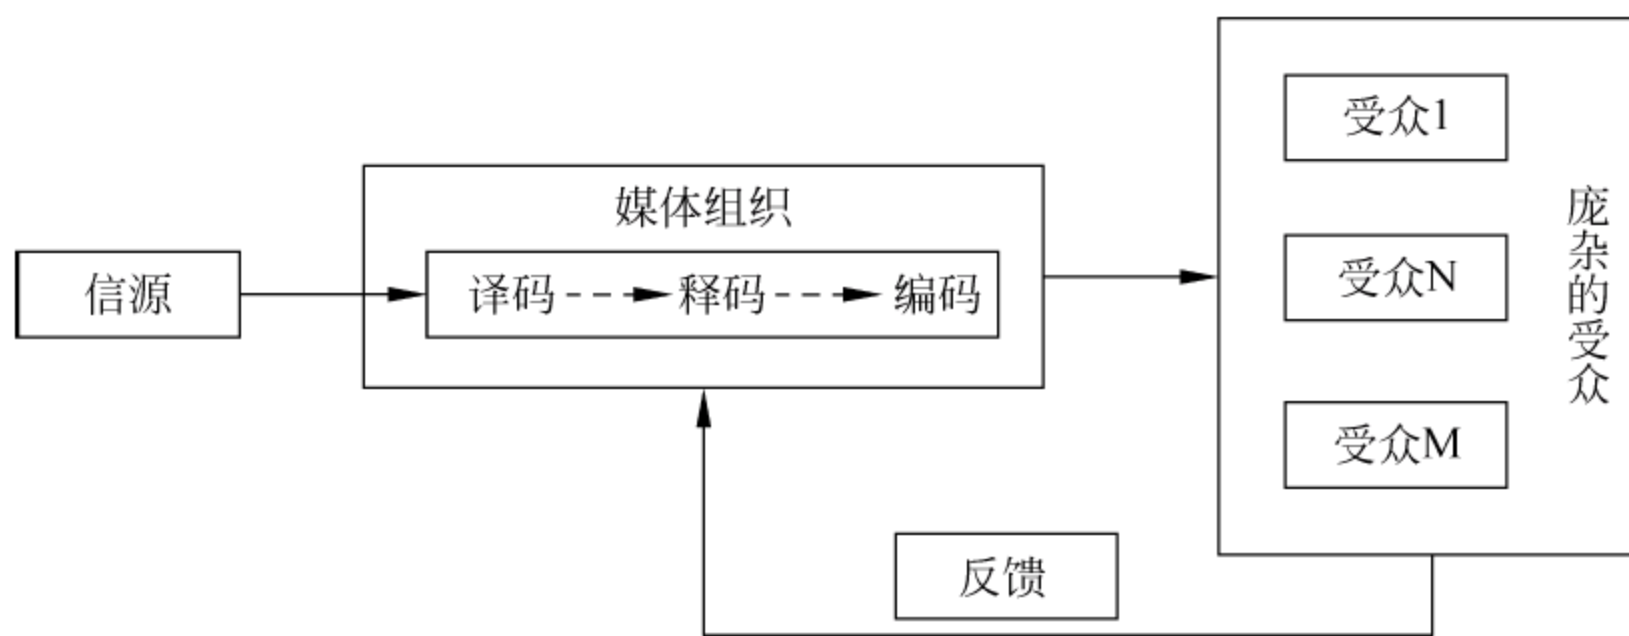 信源
媒体组织
译码 释码 编码
受众1
受众N
受众M
庞杂的受众
反馈